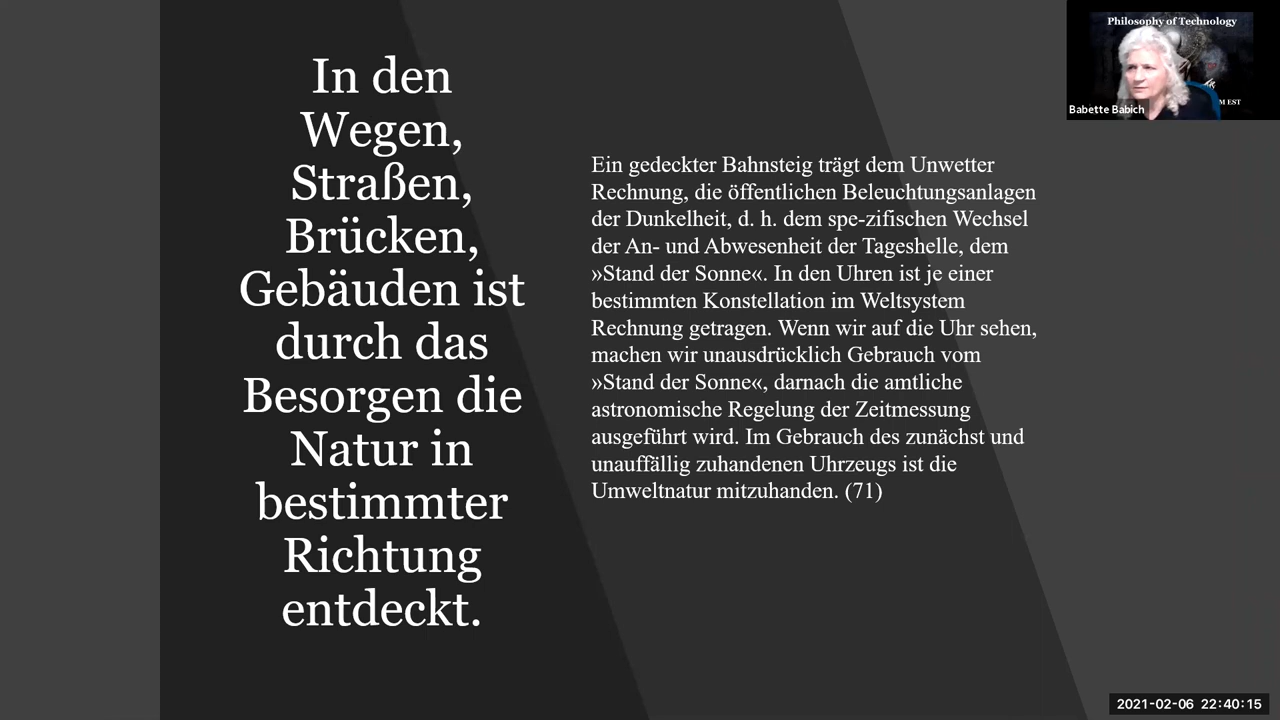 In den
Wegen,
Straßen,
Brücken,
Gebäuden ist
durch das
Besorgen die
Natur in
bestimmter
Richtung
entdeckt.
Ein gedeckter Bahnsteig trägt dem Unwetter
Rechnung, die öffentlichen Beleuchtungsanlagen
der Dunkelheit, d. h. dem spe-zifischen Wechsel
der An- und Abwesenheit der Tageshelle, dem
»Stand der Sonne«. In den Uhren ist je einer
bestimmten Konstellation im Weltsystem
Rechnung getragen. Wenn wir auf die Uhr sehen,
machen wir unausdrücklich Gebrauch vom
»Stand der Sonne«, darnach die amtliche
astronomische Regelung der Zeitmessung
ausgeführt wird. Im Gebrauch des zunächst und
unauffällig zuhandenen Uhrzeugs ist die
Umweltnatur mitzuhanden. (71)
Philosophy of Technology
M EST
Babette Babich
2021-02-06 22:40:15